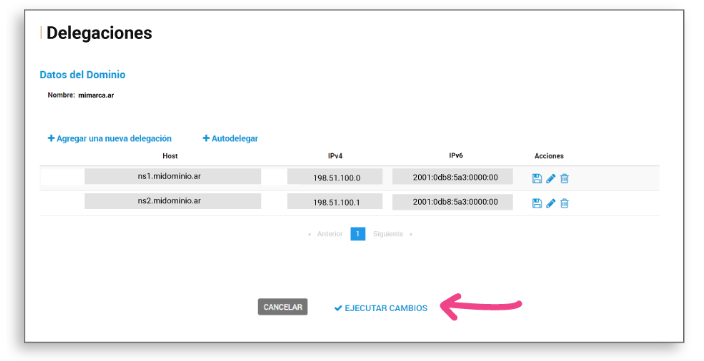 Delegaciones
Datos del Dominio
Nombre: mimarca.ar
+ Agregar una nueva delegación + Autodelegar
Host IPv4 IPv6 Acciones
ns1.midominio.ar 198.51.100.0 2001:0db8:5a3:0000:00
ns2.midominio.ar 198.51.100.1 2001:0db8:5a3:0000:00
« Anterior 1 Siguiente »
CANCELAR EJECUTAR CAMBIOS